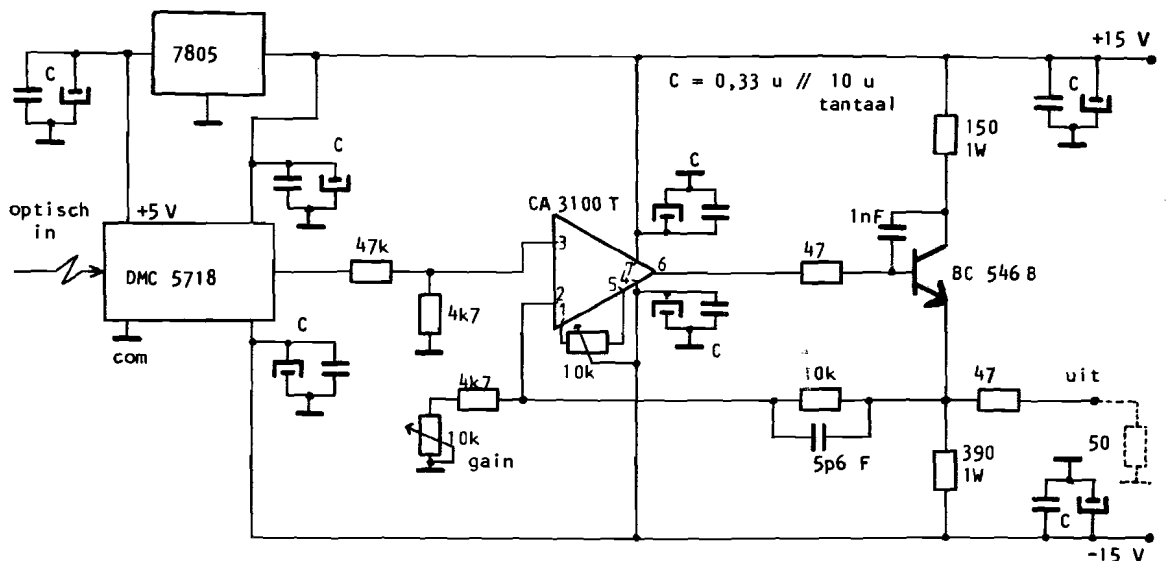 7805
C
+15 V
C = 0,33 u // 10 u
tantaal
C
150
1W
C
C
CA 3100 T
optisch
in
+5 V
1nF
47k
3
7
6
47
DMC 5718
4
5
BC 546 B
2
1
4k7
C
C
com
10k
4k7
10k
47
uit
10k
gain
5p6 F
390
1W
50
C
-15 V